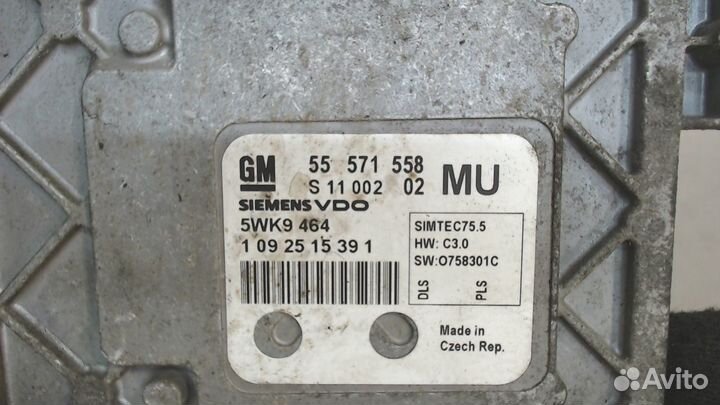 GM 55 571 558
S 11 002 02 MU
SIEMENS VDO
5WK9 464
1 09 25 15 39 1
SIMTEC75.5
HW: C3.0
SW:O758301C
DLS
PLS
Made in
Czech Rep.
Avito